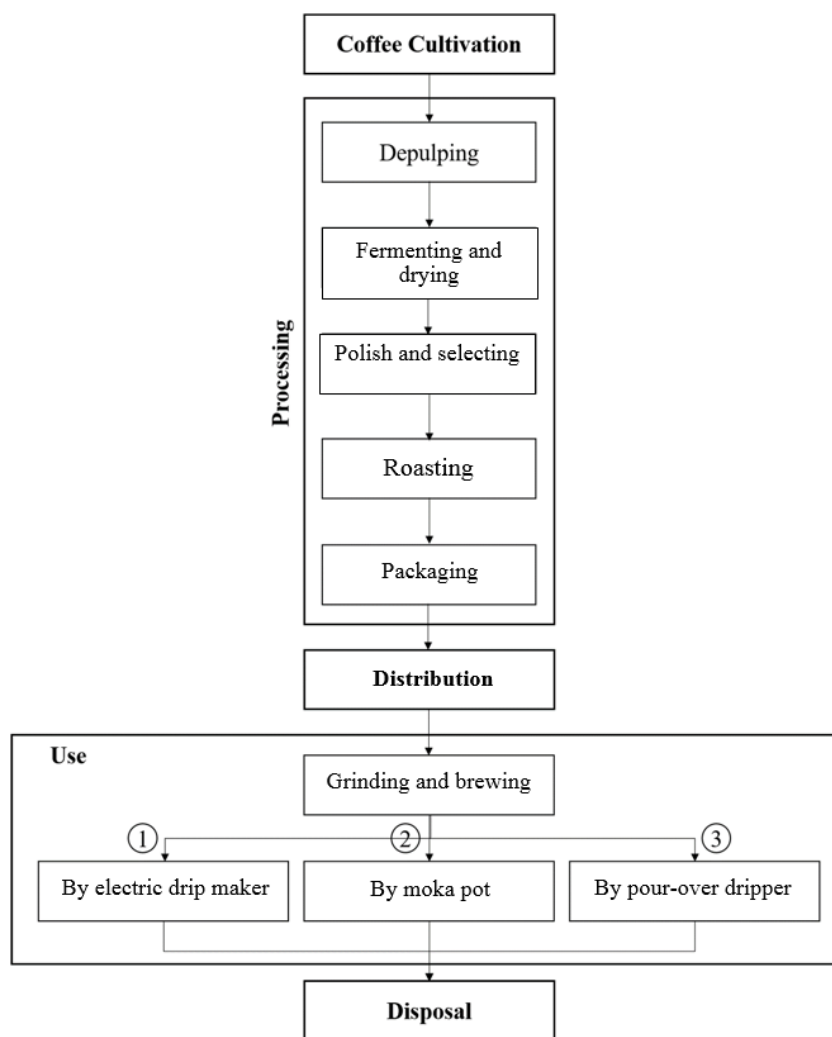 Coffee Cultivation
Processing
Depulping
Fermenting and
drying
Polish and selecting
Roasting
Packaging
Distribution
Use
Grinding and brewing
①
②
③
By electric drip maker
By moka pot
By pour-over dripper
Disposal